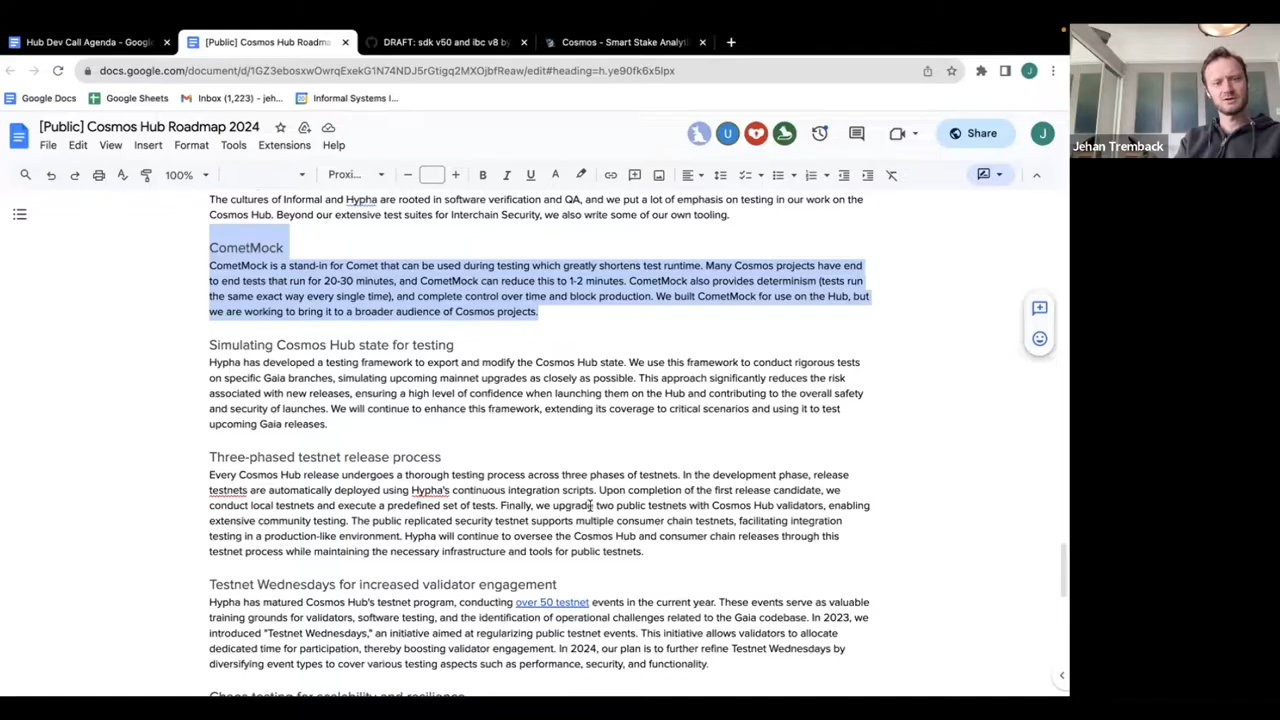 Hub Dev Call Agenda - Google
[Public] Cosmos Hub Roadm
DRAFT: sdk v50 and ibc v8 by
Cosmos - Smart Stake Analyti
docs.google.com/document/d/1GZ3ebosxwOwrqExekG1N74NDJ5rGtigq2MXOjbfReaw/edit#heading=h.ye90fk6x5lpx
Google Docs
Google Sheets
Inbox (1,223) - jeh...
Informal Systems I...
J
[Public] Cosmos Hub Roadmap 2024
File Edit View Insert Format Tools Extensions Help
U
Share
J
100%
Proxi...
B I U A
The cultures of Informal and Hypha are rooted in software verification and QA, and we put a lot of emphasis on testing in our work on the
Cosmos Hub. Beyond our extensive test suites for Interchain Security, we also write some of our own tooling.
CometMock
CometMock is a stand-in for Comet that can be used during testing which greatly shortens test runtime. Many Cosmos projects have end
to end tests that run for 20-30 minutes, and CometMock can reduce this to 1-2 minutes. CometMock also provides determinism (tests run
the same exact way every single time), and complete control over time and block production. We built CometMock for use on the Hub, but
we are working to bring it to a broader audience of Cosmos projects.
Simulating Cosmos Hub state for testing
Hypha has developed a testing framework to export and modify the Cosmos Hub state. We use this framework to conduct rigorous tests
on specific Gaia branches, simulating upcoming mainnet upgrades as closely as possible. This approach significantly reduces the risk
associated with new releases, ensuring a high level of confidence when launching them on the Hub and contributing to the overall safety
and security of launches. We will continue to enhance this framework, extending its coverage to critical scenarios and using it to test
upcoming Gaia releases.
Three-phased testnet release process
Every Cosmos Hub release undergoes a thorough testing process across three phases of testnets. In the development phase, release
testnets are automatically deployed using Hypha's continuous integration scripts. Upon completion of the first release candidate, we
conduct local testnets and execute a predefined set of tests. Finally, we upgrade two public testnets with Cosmos Hub validators, enabling
extensive community testing. The public replicated security testnet supports multiple consumer chain testnets, facilitating integration
testing in a production-like environment. Hypha will continue to oversee the Cosmos Hub and consumer chain releases through this
testnet process while maintaining the necessary infrastructure and tools for public testnets.
Testnet Wednesdays for increased validator engagement
Hypha has matured Cosmos Hub's testnet program, conducting over 50 testnet events in the current year. These events serve as valuable
training grounds for validators, software testing, and the identification of operational challenges related to the Gaia codebase. In 2023, we
introduced "Testnet Wednesdays," an initiative aimed at regularizing public testnet events. This initiative allows validators to allocate
dedicated time for participation, thereby boosting validator engagement. In 2024, our plan is to further refine Testnet Wednesdays by
diversifying event types to cover various testing aspects such as performance, security, and functionality.
Chaos testing for scalability and resilience
Jehan Tremback